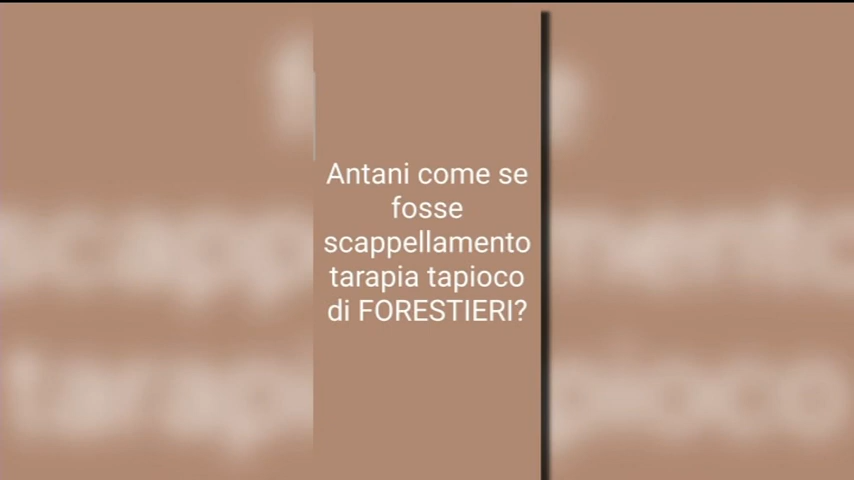 Antani come se
fosse
scappellamento
tarapia tapioco
di FORESTIERI?